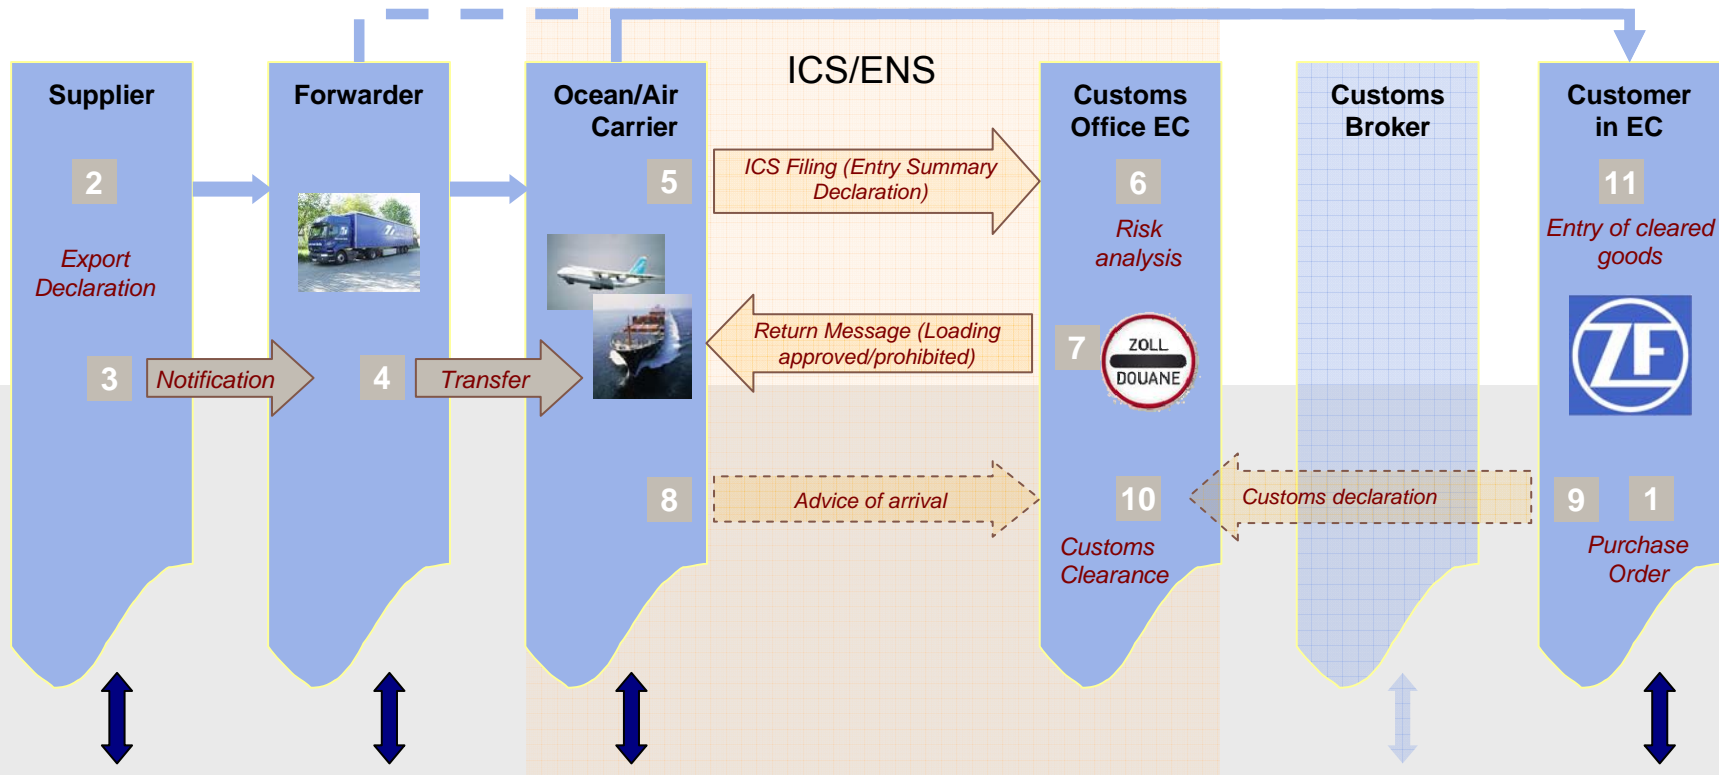 ICS/ENS
Supplier
2
Export
Declaration
3
Notification
Forwarder
4
Transfer
Ocean/Air
Carrier
5
ICS Filing (Entry Summary
Declaration)
Return Message (Loading
approved/prohibited)
8
Advice of arrival
Customs
Office EC
6
Risk
analysis
7
ZOLL
DOUANE
10
Customs
Clearance
Customs
Broker
Customs declaration
Customer
in EC
11
Entry of cleared
goods
ZF
9
1
Purchase
Order